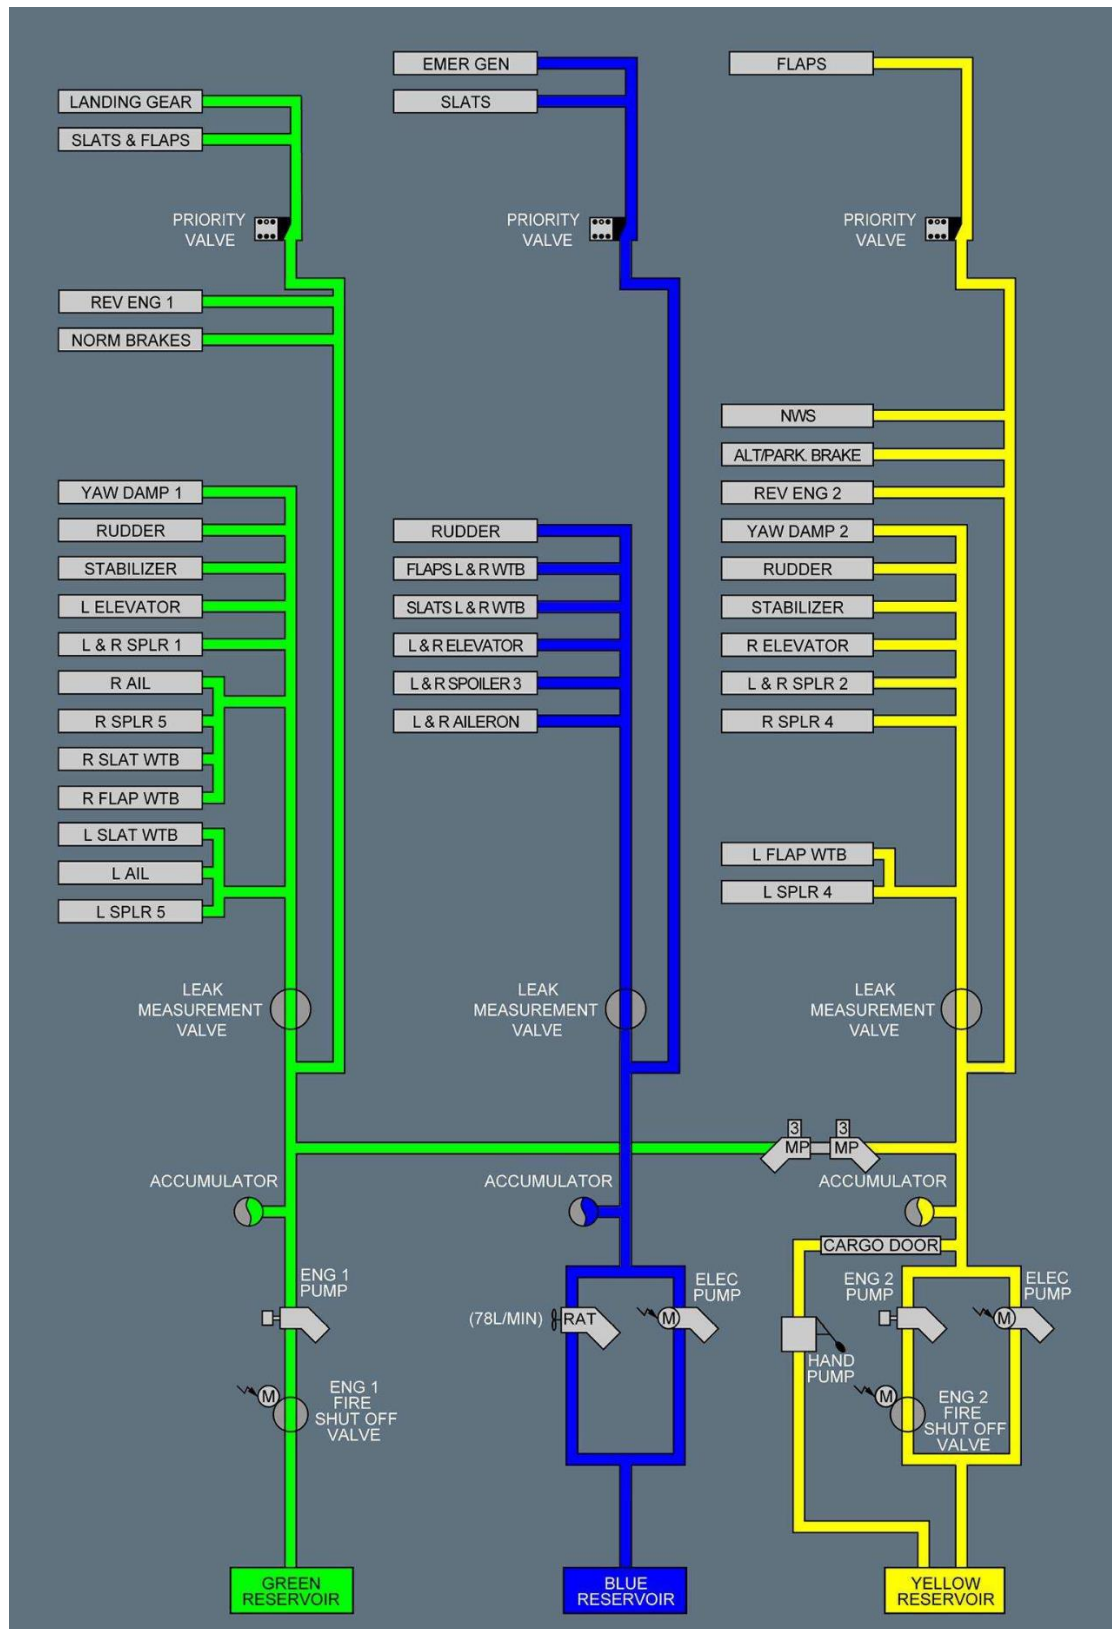 EMER GEN
SLATS
FLAPS
LANDING GEAR
SLATS & FLAPS
PRIORITY
VALVE
PRIORITY
VALVE
PRIORITY
VALVE
REV ENG 1
NORM BRAKES
NWS
ALT/PARK. BRAKE
REV ENG 2
YAW DAMP 1
RUDDER
STABILIZER
L ELEVATOR
L & R SPLR 1
R AIL
R SPLR 5
R SLAT WTB
R FLAP WTB
L SLAT WTB
L AIL
L SPLR 5
RUDDER
FLAPS L & R WTB
SLATS L & R WTB
L & R ELEVATOR
L & R SPOILER 3
L & R AILERON
YAW DAMP 2
RUDDER
STABILIZER
R ELEVATOR
L & R SPLR 2
R SPLR 4
L FLAP WTB
L SPLR 4
LEAK
MEASUREMENT
VALVE
LEAK
MEASUREMENT
VALVE
LEAK
MEASUREMENT
VALVE
3
MP
3
MP
ACCUMULATOR
ACCUMULATOR
ACCUMULATOR
CARGO DOOR
ENG 1
PUMP
(78L/MIN)
RAT
M
ELEC
PUMP
ENG 2
PUMP
M
ELEC
PUMP
HAND
PUMP
M
ENG 1
FIRE
SHUT OFF
VALVE
M
ENG 2
FIRE
SHUT OFF
VALVE
GREEN
RESERVOIR
BLUE
RESERVOIR
YELLOW
RESERVOIR